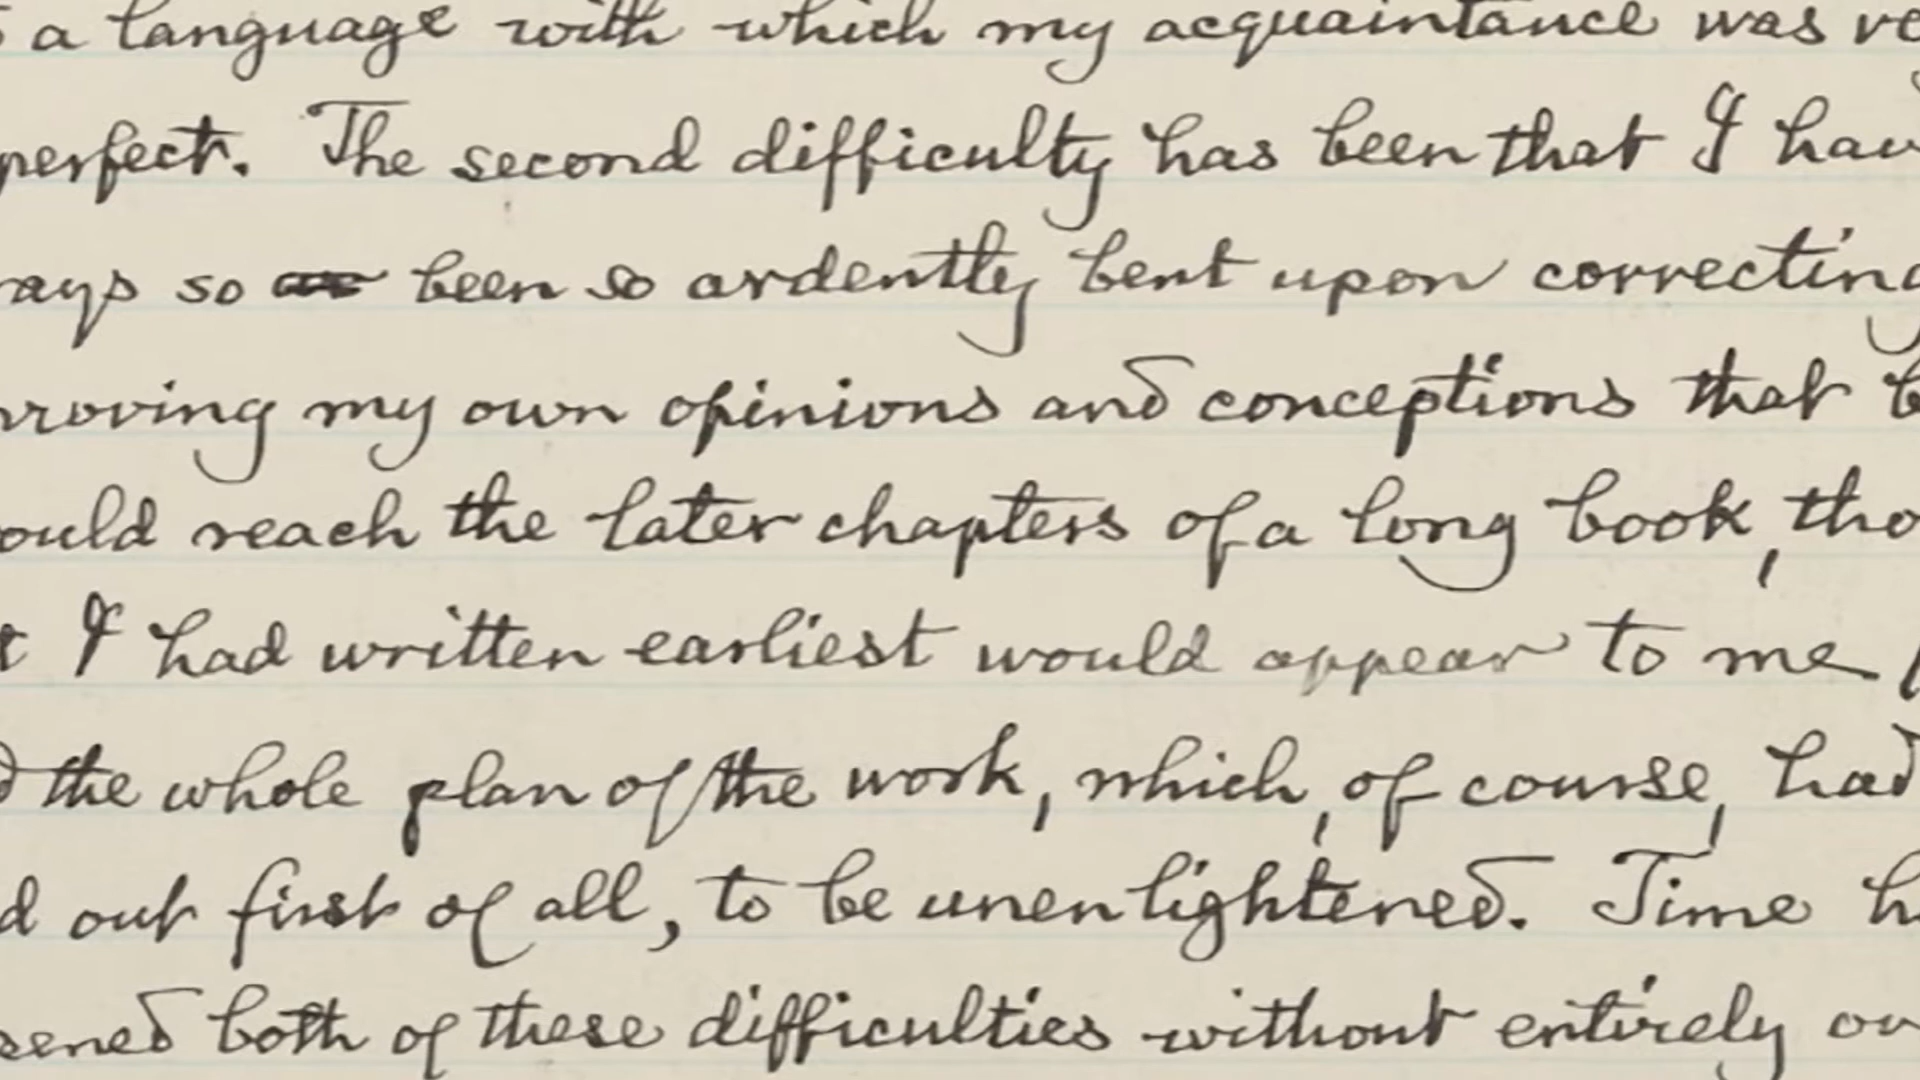 a language with which my acquaintance was ve
perfect. The second difficulty has been that I hav
ays so been so ardently bent upon correcting
roving my own opinions and conceptions that b
ould reach the later chapters of a long book, tho
I had written earliest would appear to me
the whole plan of the work, which, of course, had
d out first of all, to be unenlightened. Time h
sened both of these difficulties without entirely ov